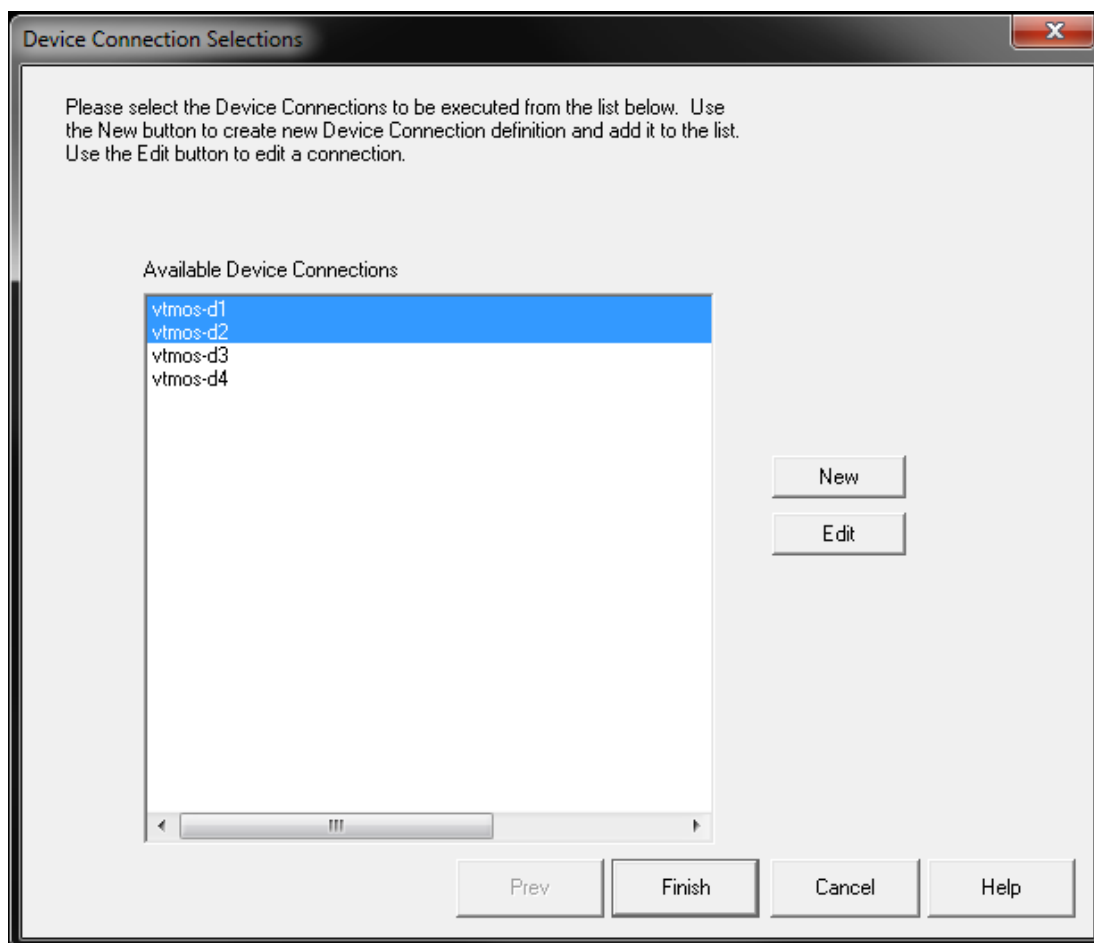 Device Connection Selections
Please select the Device Connections to be executed from the list below.  Use
the New button to create new Device Connection definition and add it to the list.
Use the Edit button to edit a connection.
Available Device Connections
vtmos-d1
vtmos-d2
vtmos-d3
vtmos-d4
New
Edit
Prev
Finish
Cancel
Help